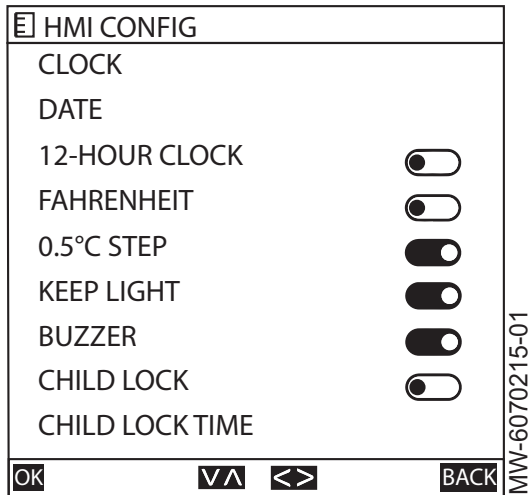 E HMI CONFIG
CLOCK
DATE
12-HOUR CLOCK
FAHRENHEIT
0.5°C STEP
KEEP LIGHT
BUZZER
CHILD LOCK
CHILD LOCK TIME
OK BACK
MW-6070215-01